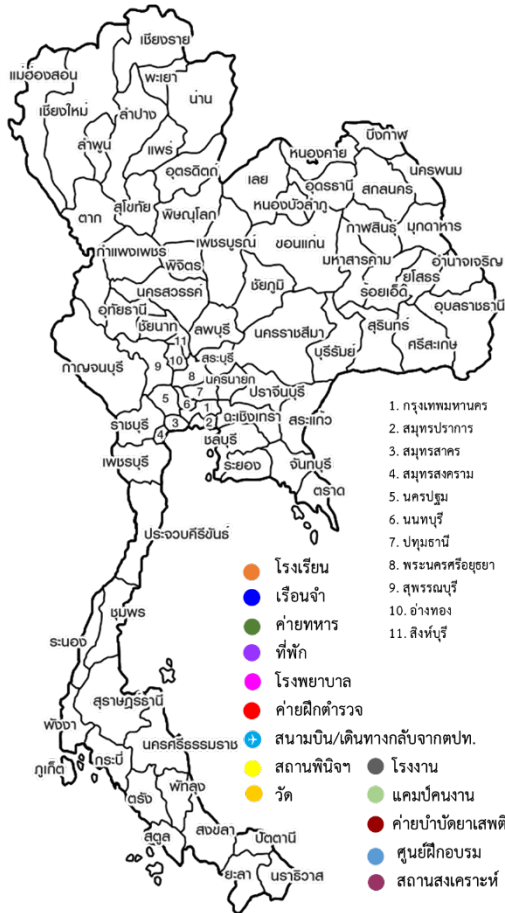 เชียงราย
แม่ฮ่องสอน
พะเยา
น่าน
เชียงใหม่
ลำปาง
ลำพูน
แพร่
อุตรดิตถ์
บึงกาฬ
หนองคาย
เลย
อุดรธานี
นครพนม
สกลนคร
หนองบัวลำภู
ตาก
สุโขทัย
พิษณุโลก
กาฬสินธุ์
มุกดาหาร
กำแพงเพชร
เพชรบูรณ์
ขอนแก่น
พิจิตร
มหาสารคาม
อำนาจเจริญ
ยโสธร
ชัยภูมิ
ร้อยเอ็ด
นครสวรรค์
อุบลราชธานี
อุทัยธานี
ชัยนาท
ลพบุรี
นครราชสีมา
สุรินทร์
บุรีรัมย์
ศรีสะเกษ
11
สระบุรี
10
กาญจนบุรี
9
8
นครนายก
7
ปราจีนบุรี
5
6
1
ฉะเชิงเทรา
สระแก้ว
ราชบุรี
3
2
4
ชลบุรี
เพชรบุรี
ระยอง
จันทบุรี
ตราด
1. กรุงเทพมหานคร
2. สมุทรปราการ
3. สมุทรสาคร
4. สมุทรสงคราม
5. นครปฐม
6. นนทบุรี
7. ปทุมธานี
8. พระนครศรีอยุธยา
9. สุพรรณบุรี
10. อ่างทอง
11. สิงห์บุรี
ประจวบคีรีขันธ์
ชุมพร
ระนอง
สุราษฎร์ธานี
พังงา
นครศรีธรรมราช
ภูเก็ต
กระบี่
ตรัง
พัทลุง
สตูล
สงขลา
ปัตตานี
ยะลา
นราธิวาส
โรงเรียน
เรือนจำ
ค่ายทหาร
ที่พัก
โรงพยาบาล
ค่ายฝึกตำรวจ
สนามบิน/เดินทางกลับจากตปท.
สถานพินิจฯ
วัด
โรงงาน
แคมป์คนงาน
ค่ายบำบัดยาเสพติ
ศูนย์ฝึกอบรม
สถานสงเคราะห์